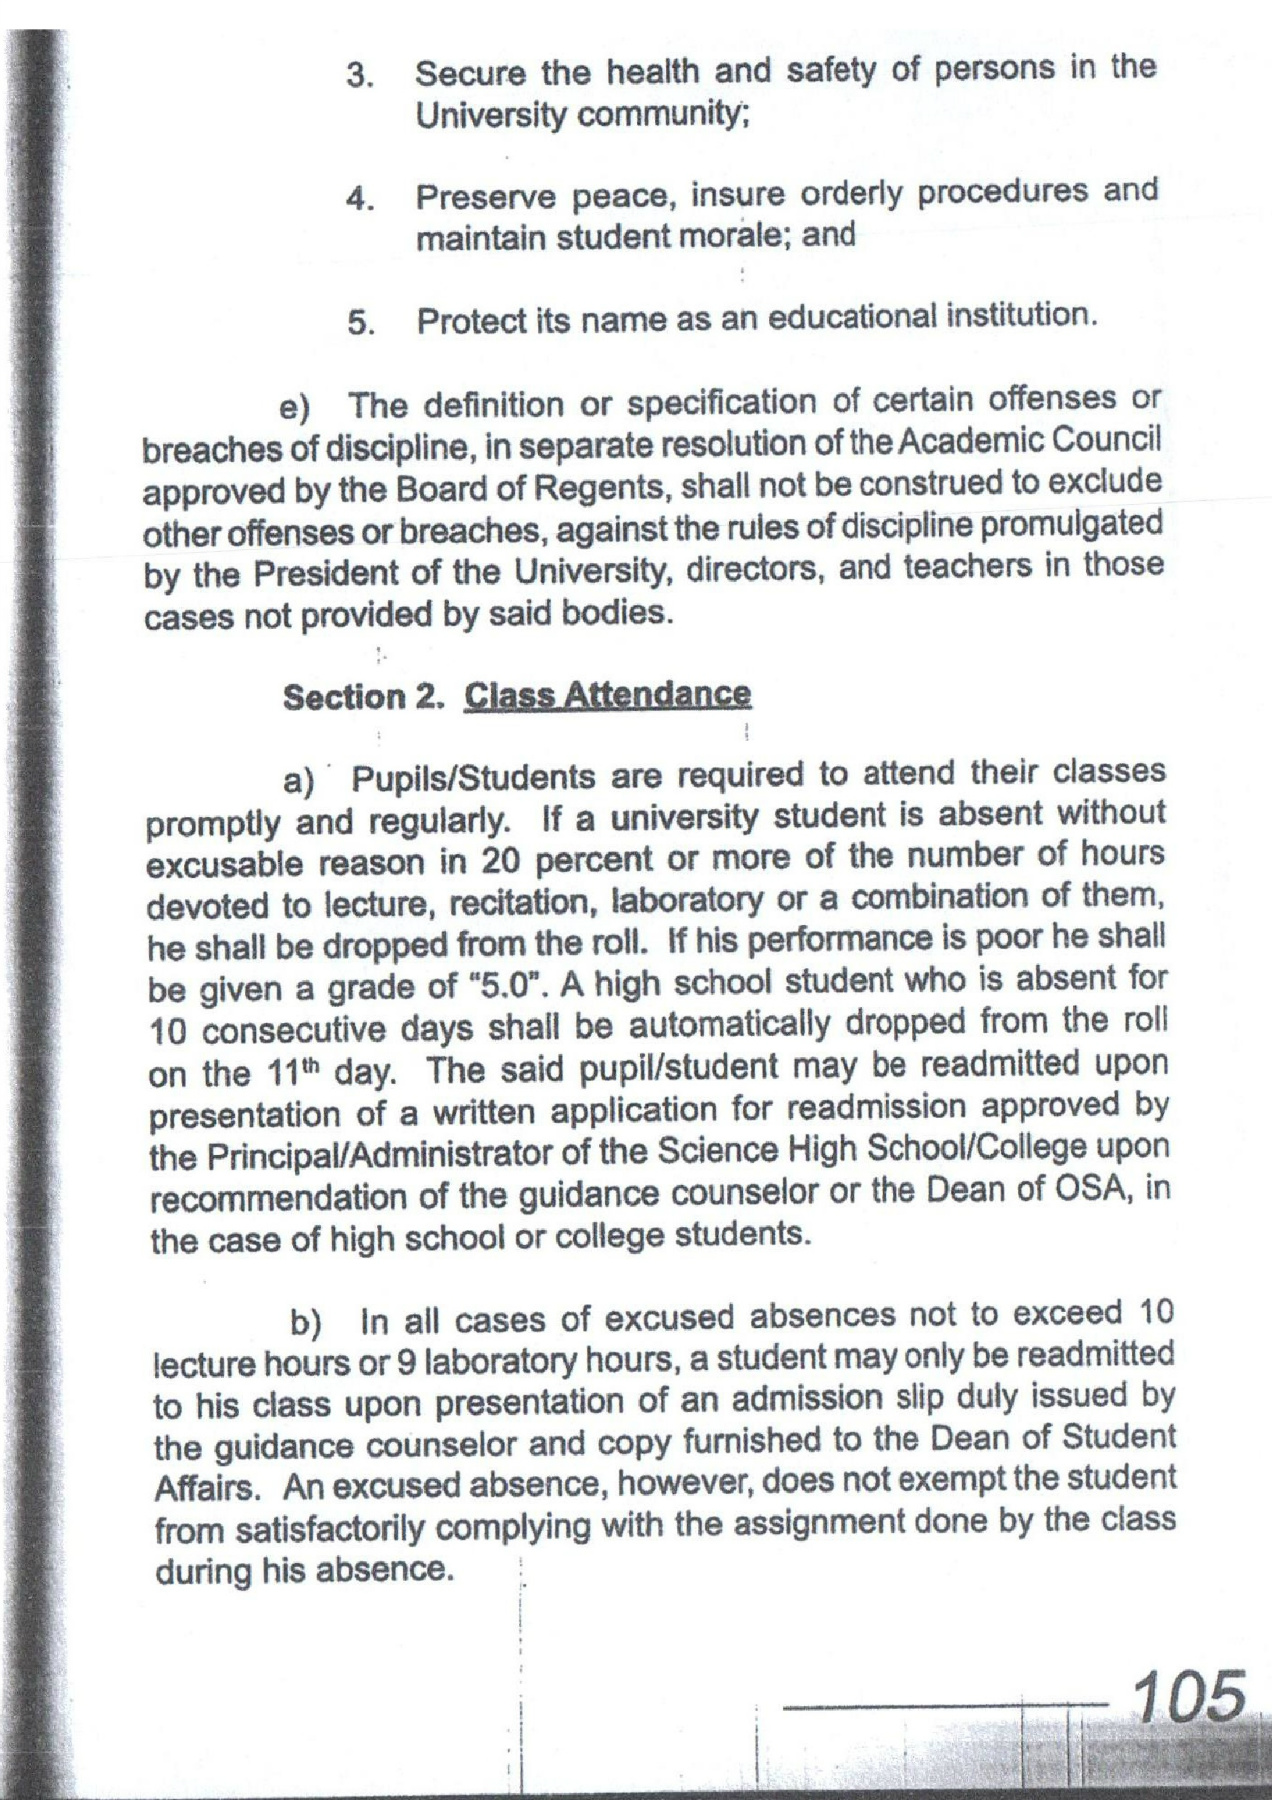 3. Secure the health and safety of persons in the
University community;
4. Preserve peace, insure orderly procedures and
maintain student morale; and
5. Protect its name as an educational institution.
e) The definition or specification of certain offenses or
breaches of discipline, in separate resolution of the Academic Council
approved by the Board of Regents, shall not be construed to exclude
other offenses or breaches, against the rules of discipline promulgated
by the President of the University, directors, and teachers in those
cases not provided by said bodies.
Section 2. Class Attendance
a) Pupils/Students are required to attend their classes
promptly and regularly. If a university student is absent without
excusable reason in 20 percent or more of the number of hours
devoted to lecture, recitation, laboratory or a combination of them,
he shall be dropped from the roll. If his performance is poor he shall
be given a grade of "5.0". A high school student who is absent for
10 consecutive days shall be automatically dropped from the roll
on the 11th day. The said pupil/student may be readmitted upon
presentation of a written application for readmission approved by
the Principal/Administrator of the Science High School/College upon
recommendation of the guidance counselor or the Dean of OSA, in
the case of high school or college students.
b) In all cases of excused absences not to exceed 10
lecture hours or 9 laboratory hours, a student may only be readmitted
to his class upon presentation of an admission slip duly issued by
the guidance counselor and copy furnished to the Dean of Student
Affairs. An excused absence, however, does not exempt the student
from satisfactorily complying with the assignment done by the class
during his absence.
105